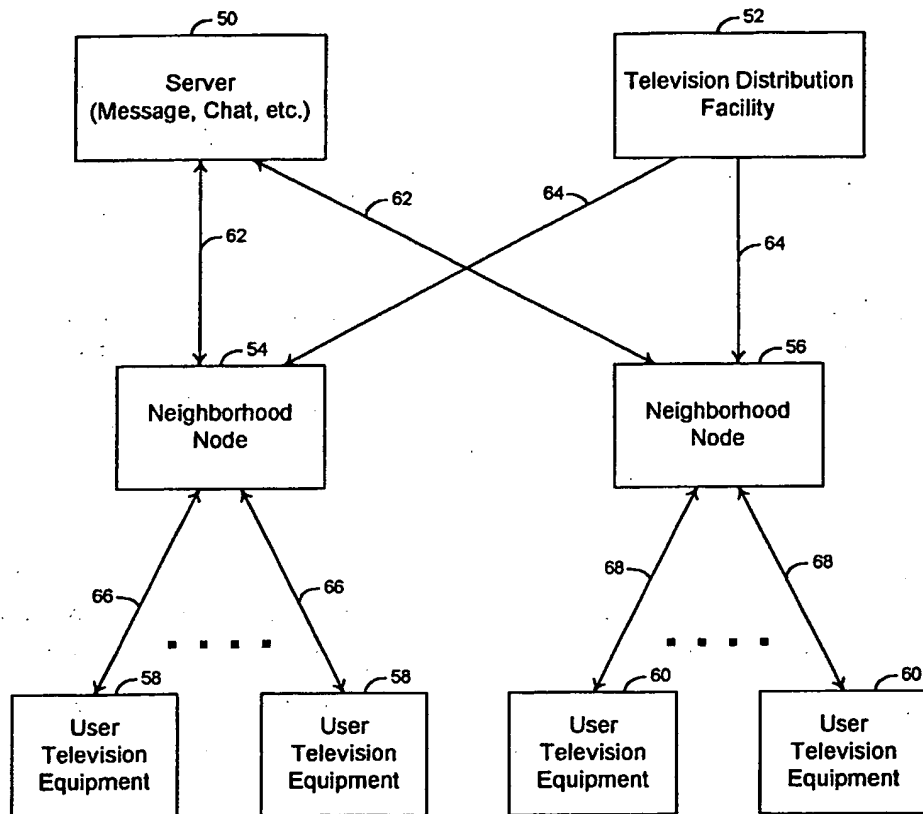 50
52
Server
(Message, Chat, etc.)
Television Distribution
Facility
62
64
62
64
54
56
Neighborhood
Node
Neighborhood
Node
66
66
68
68
58
58
60
60
User
Television
Equipment
User
Television
Equipment
User
Television
Equipment
User
Television
Equipment